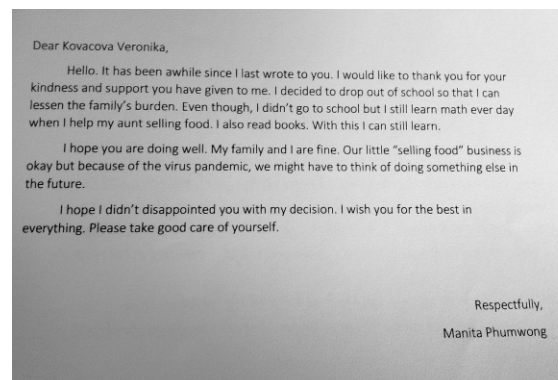 Dear Kovacova Veronika,
Hello. It has been awhile since I last wrote to you. I would like to thank you for your
kindness and support you have given to me. I decided to drop out of school so that I can
lessen the family's burden. Even though, I didn't go to school but I still learn math ever day
when I help my aunt selling food. I also read books. With this I can still learn.
I hope you are doing well. My family and I are fine. Our little "selling food" business is
okay but because of the virus pandemic, we might have to think of doing something else in
the future.
I hope I didn't disappointed you with my decision. I wish you for the best in
everything. Please take good care of yourself.
Respectfully,
Manita Phumwong